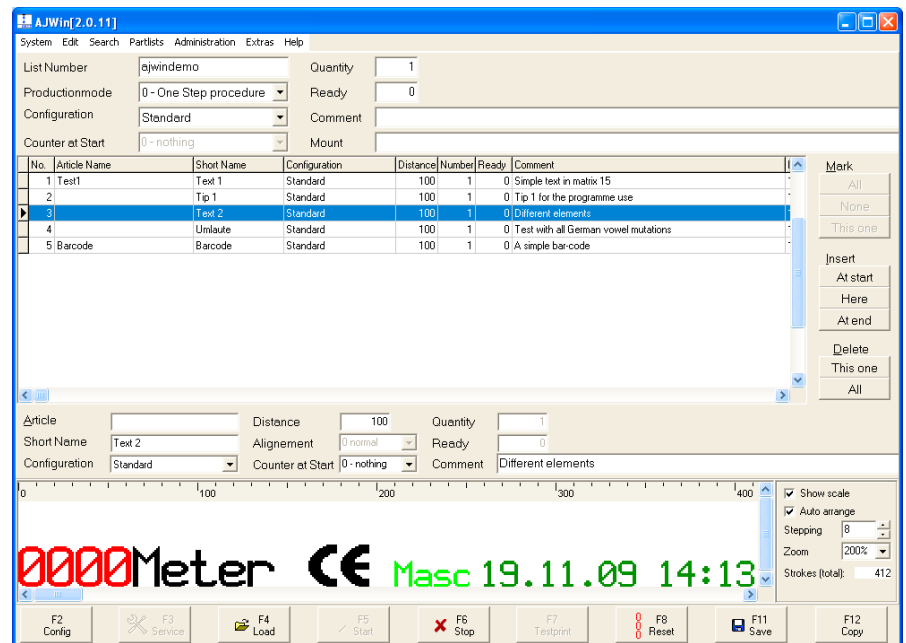 AJWin[2.0.11]
System Edit Search Partlists Administration Extras Help
List Number ajwindemo Quantity 1
Productionmode 0 - One Step procedure Ready 0
Configuration Standard Comment
Counter at Start 0 - nothing Mount
No. Article Name Short Name Configuration Distance Number Ready Comment
1 Test1 Text 1 Standard 100 1 0 Simple text in matrix 15
2 Tip 1 Standard 100 1 0 Tip 1 for the programme use
3 Text 2 Standard 100 1 0 Different elements
4 Umlaute Standard 100 1 0 Test with all German vowel mutations
5 Barcode Barcode Standard 100 1 0 A simple bar-code
Mark
All
None
This one
Insert
At start
Here
At end
Delete
This one
All
Article Distance 100 Quantity 1
Short Name Text 2 Alignement 0 normal Ready 0
Configuration Standard Counter at Start 0 - nothing Comment Different elements
0 100 200 300 400
0000Meter CE Masc 19.11.09 14:13
Show scale
Auto arrange
Stepping 8
Zoom 200%
Strokes (total): 412
F2 Config F3 Service F4 Load F5 Start F6 Stop F7 Testprint F8 Reset F11 Save F12 Copy